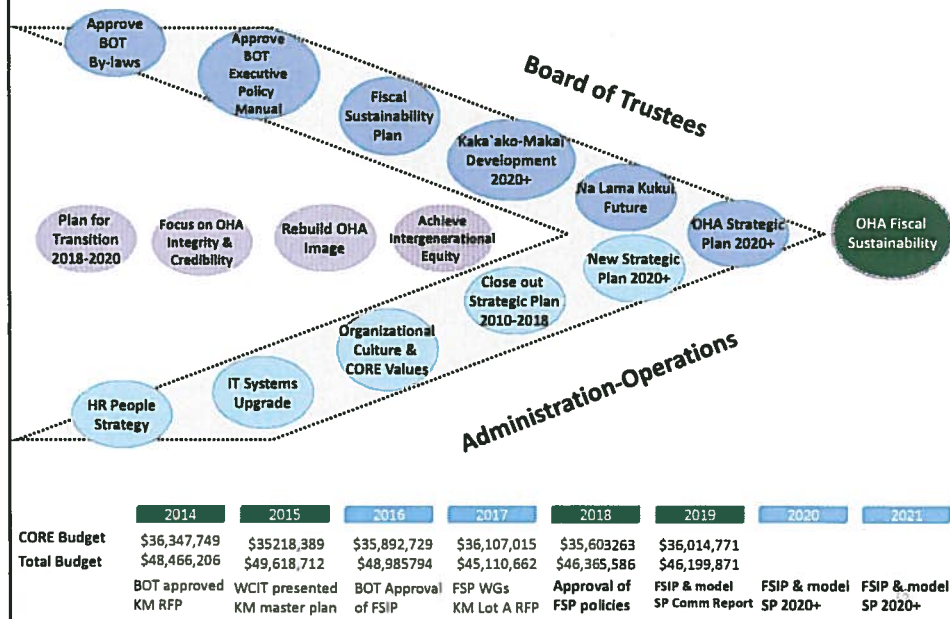 Approve
BOT
By-laws
Approve
BOT
Executive
Policy
Manual
Fiscal
Sustainability
Plan
Kaka`ako-Makai
Development
2020+
Na Lama Kukui
Future
OHA Strategic
Plan 2020+
Board of Trustees
Plan for
Transition
2018-2020
Focus on OHA
Integrity &
Credibility
Rebuild OHA
Image
Achieve
Intergenerational
Equity
OHA Fiscal
Sustainability
HR People
Strategy
IT Systems
Upgrade
Organizational
Culture &
CORE Values
Close out
Strategic Plan
2010-2018
New Strategic
Plan 2020+
Administration-Operations
2014 2015 2016 2017 2018 2019 2020 2021
CORE Budget $36,347,749 $35218,389 $35,892,729 $36,107,015 $35,603263 $36,014,771
Total Budget $48,466,206 $49,618,712 $48,985794 $45,110,662 $46,365,586 $46,199,871
BOT approved WCIT presented BOT Approval FSP WGs Approval of FSIP & model FSIP & model FSIP & model
KM RFP KM master plan of FSIP KM Lot A RFP FSP policies SP Comm Report SP 2020+ SP 2020+